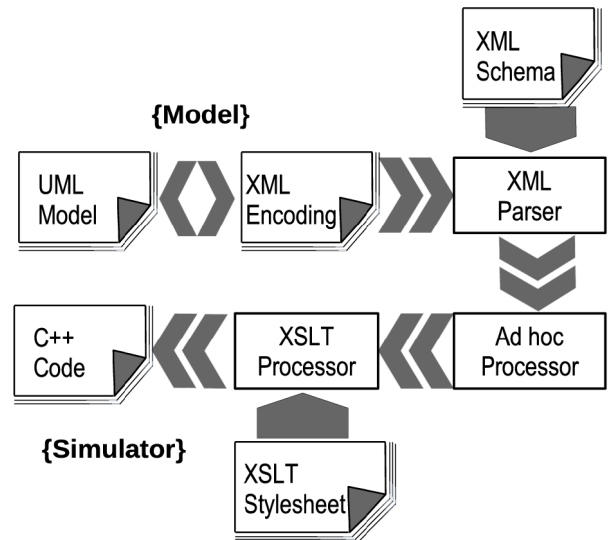 XML
Schema
{Model}
UML
Model
XML
Encoding
XML
Parser
C++
Code
XSLT
Processor
Ad hoc
Processor
{Simulator}
XSLT
Stylesheet